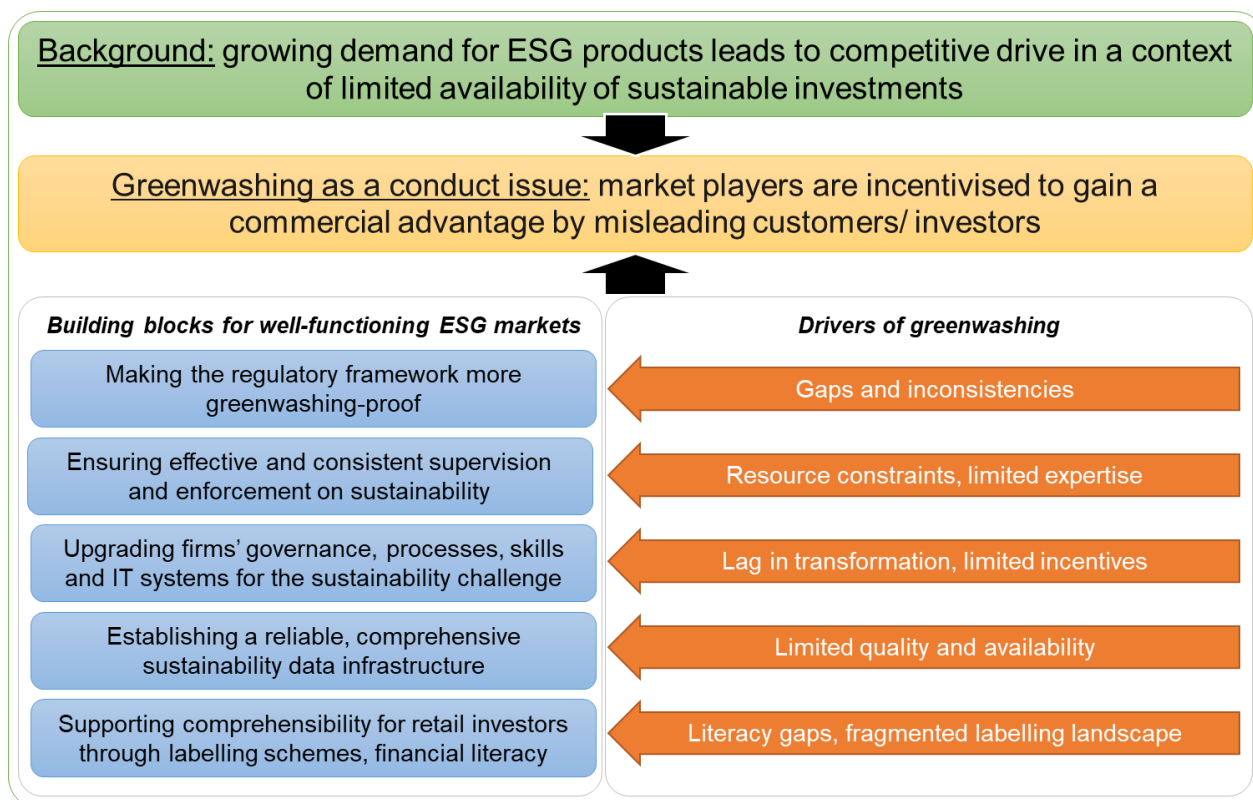 Background: growing demand for ESG products leads to competitive drive in a context
of limited availability of sustainable investments
Greenwashing as a conduct issue: market players are incentivised to gain a
commercial advantage by misleading customers/ investors
Building blocks for well-functioning ESG markets
Drivers of greenwashing
Making the regulatory framework more
greenwashing-proof
Gaps and inconsistencies
Ensuring effective and consistent supervision
and enforcement on sustainability
Resource constraints, limited expertise
Upgrading firms’ governance, processes, skills
and IT systems for the sustainability challenge
Lag in transformation, limited incentives
Establishing a reliable, comprehensive
sustainability data infrastructure
Limited quality and availability
Supporting comprehensibility for retail investors
through labelling schemes, financial literacy
Literacy gaps, fragmented labelling landscape